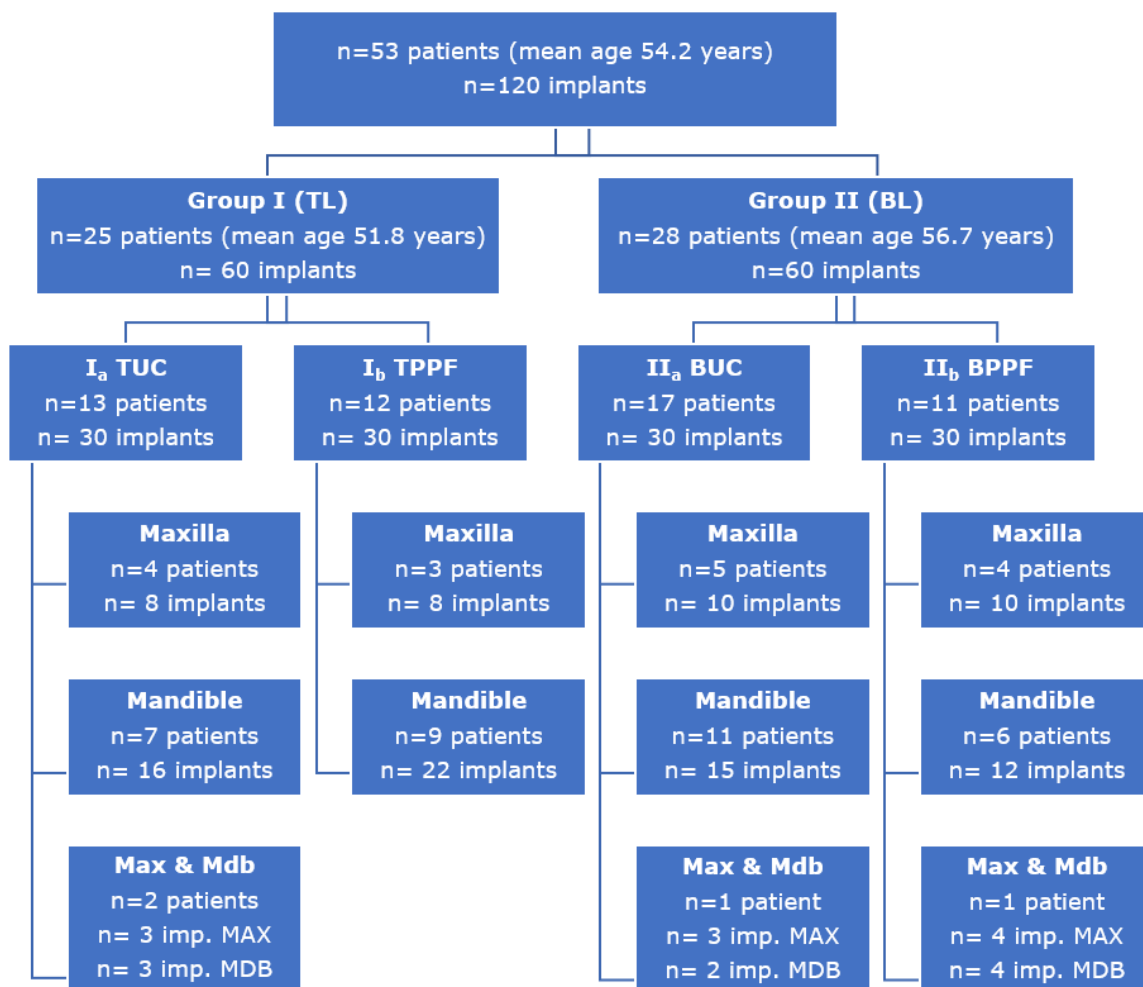 n=53 patients (mean age 54.2 years)
n=120 implants
Group I (TL)
n=25 patients (mean age 51.8 years)
n= 60 implants
Group II (BL)
n=28 patients (mean age 56.7 years)
n=60 implants
Iₐ TUC
n=13 patients
n= 30 implants
I_b TPPF
n=12 patients
n= 30 implants
IIₐ BUC
n=17 patients
n= 30 implants
II_b BPPF
n=11 patients
n= 30 implants
Maxilla
n=4 patients
n= 8 implants
Maxilla
n=3 patients
n= 8 implants
Maxilla
n=5 patients
n= 10 implants
Maxilla
n=4 patients
n= 10 implants
Mandible
n=7 patients
n= 16 implants
Mandible
n=9 patients
n= 22 implants
Mandible
n=11 patients
n= 15 implants
Mandible
n=6 patients
n= 12 implants
Max & Mdb
n=2 patients
n= 3 imp. MAX
n= 3 imp. MDB
Max & Mdb
n=1 patient
n= 3 imp. MAX
n= 2 imp. MDB
Max & Mdb
n=1 patient
n= 4 imp. MAX
n= 4 imp. MDB